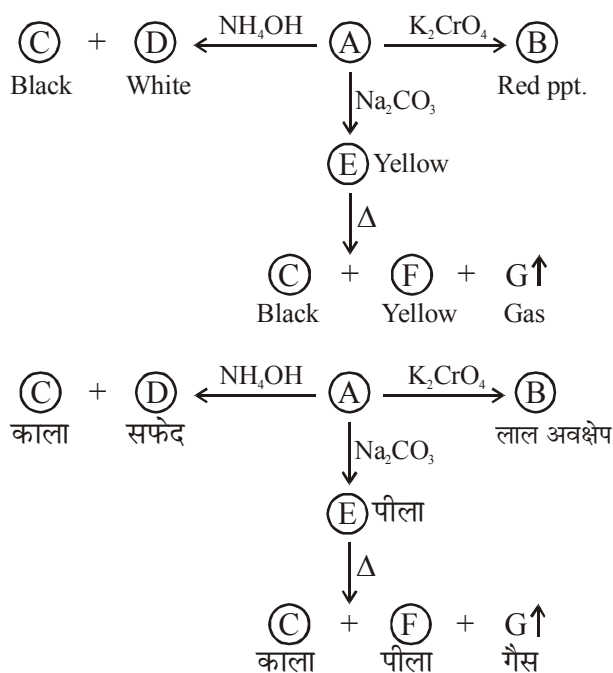 C + D NH₄OH A K₂CrO₄ B
Black White Red ppt.
Na₂CO₃
E Yellow
Δ
C + F + G↑
Black Yellow Gas
C + D NH₄OH A K₂CrO₄ B
काला सफेद लाल अवक्षेप
Na₂CO₃
E पीला
Δ
C + F + G↑
काला पीला गैस